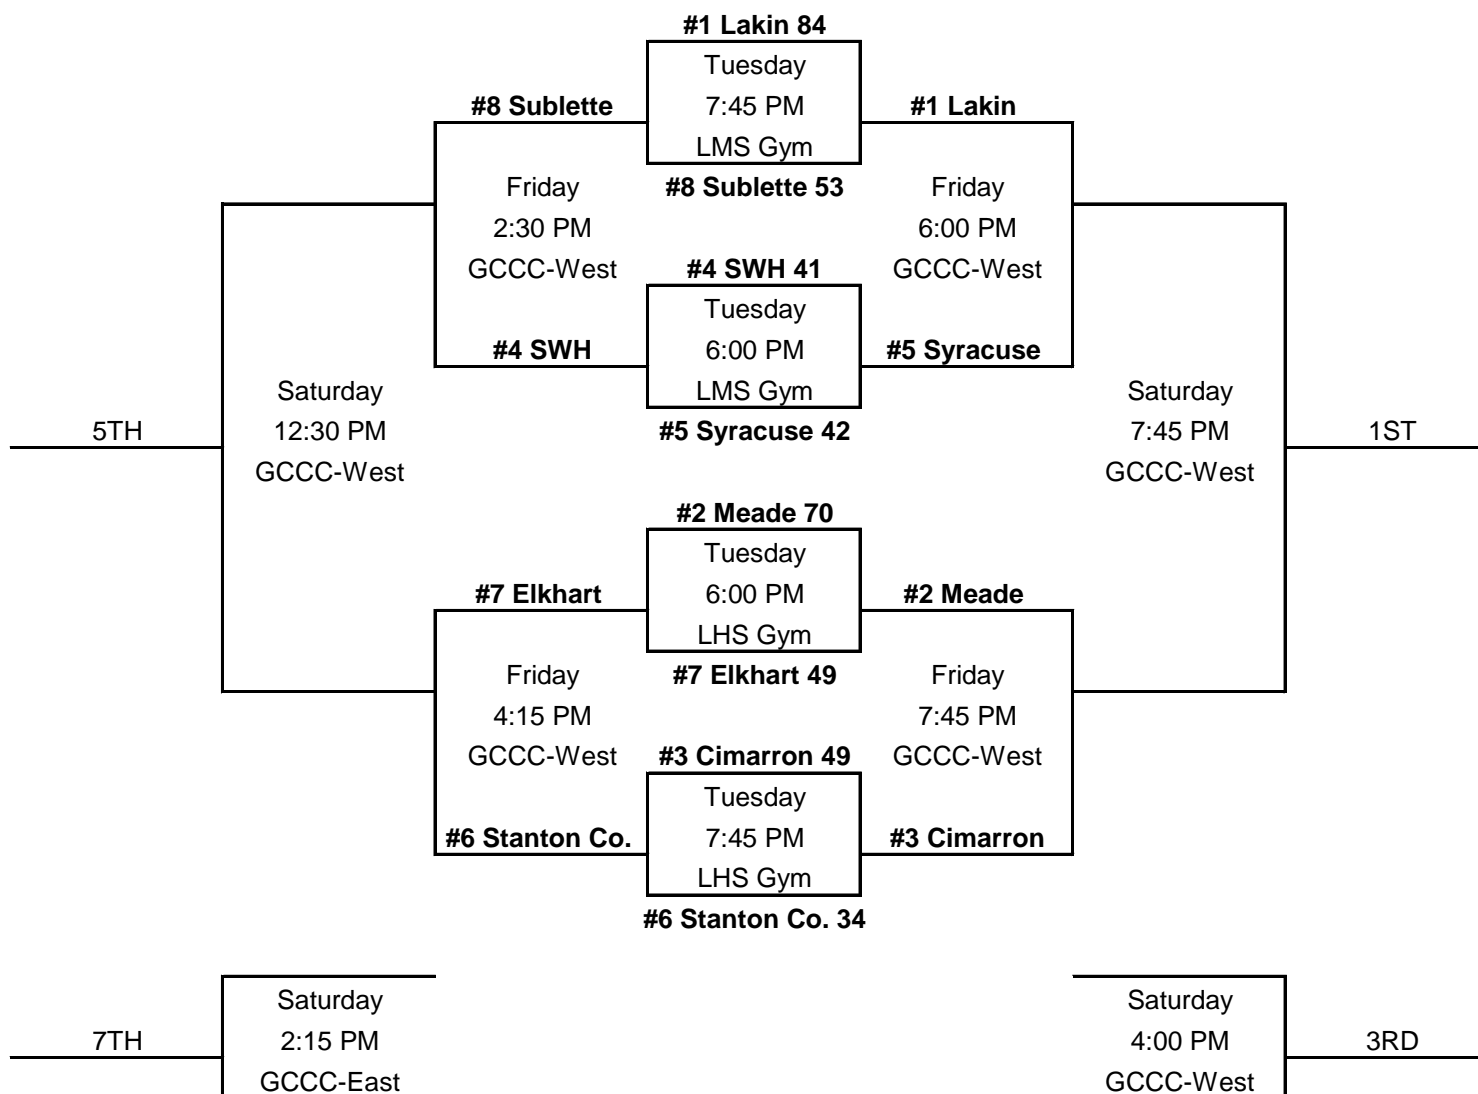 #1 Lakin 84
Tuesday
#8 Sublette 7:45 PM #1 Lakin
LMS Gym
Friday #8 Sublette 53 Friday
2:30 PM 6:00 PM
GCCC-West #4 SWH 41 GCCC-West
Tuesday
#4 SWH 6:00 PM #5 Syracuse
Saturday LMS Gym Saturday
5TH 12:30 PM #5 Syracuse 42 7:45 PM 1ST
GCCC-West GCCC-West
#2 Meade 70
Tuesday
#7 Elkhart 6:00 PM #2 Meade
LHS Gym
Friday #7 Elkhart 49 Friday
4:15 PM 7:45 PM
GCCC-West #3 Cimarron 49 GCCC-West
Tuesday
#6 Stanton Co. 7:45 PM #3 Cimarron
LHS Gym
#6 Stanton Co. 34
Saturday Saturday
7TH 2:15 PM 4:00 PM 3RD
GCCC-East GCCC-West